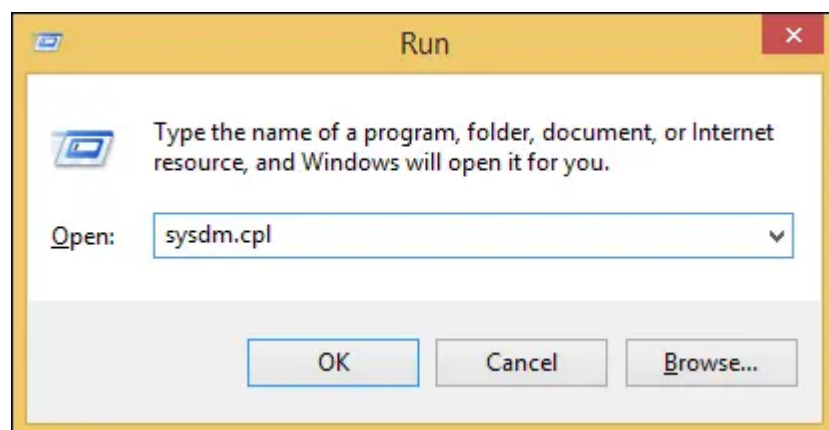 Run
Type the name of a program, folder, document, or Internet
resource, and Windows will open it for you.
Open: sysdm.cpl
OK Cancel Browse...